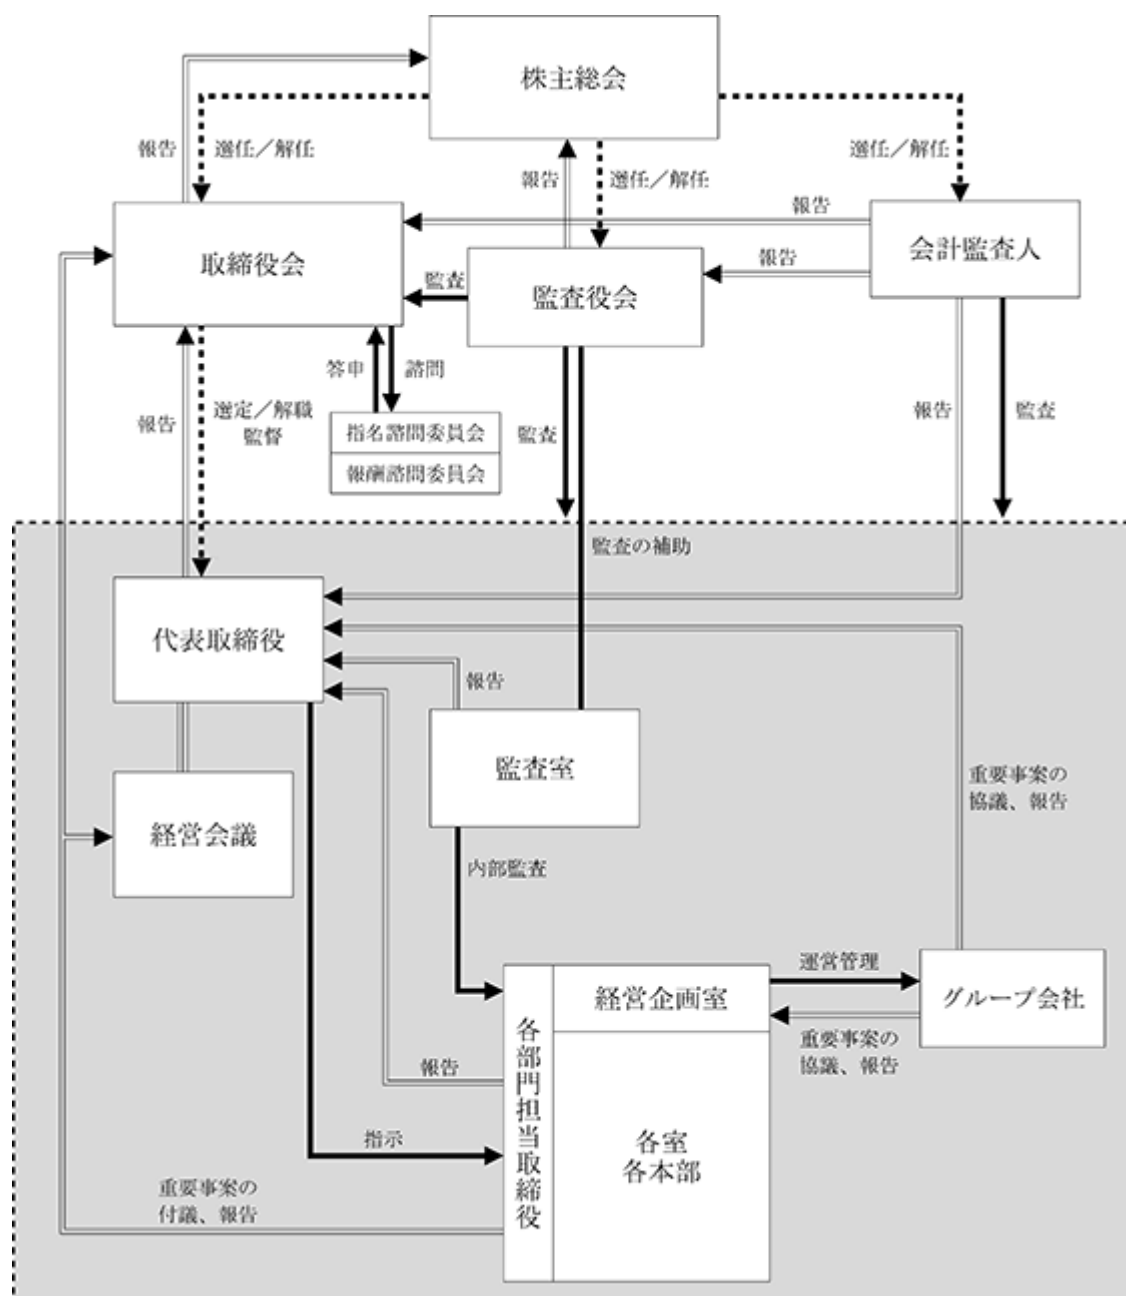 株主総会
報告
選任／解任
報告
選任／解任
選任／解任
報告
取締役会
会計監査人
監査
監査役会
報告
答申
諮問
報告
選定／解職
監督
指名諮問委員会
報酬諮問委員会
監査
報告
監査
監査の補助
代表取締役
報告
監査室
重要事案の
協議、報告
経営会議
内部監査
運営管理
経営企画室
グループ会社
各部門担当取締役
重要事案の
協議、報告
報告
指示
各室
各本部
重要事案の
付議、報告